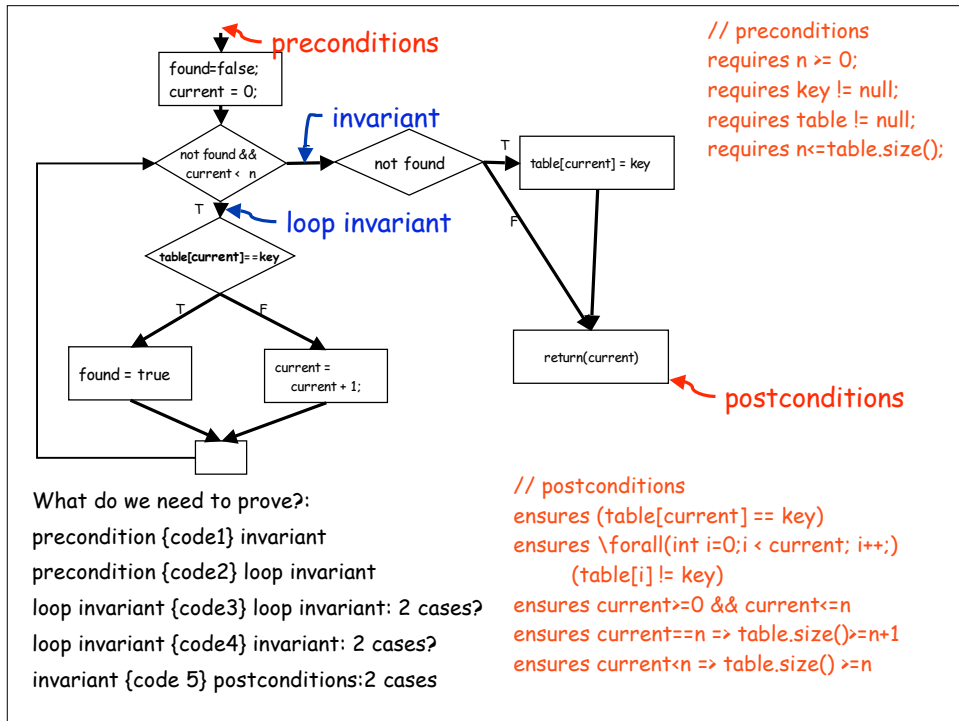 preconditions
found=false;
current = 0;
invariant
not found &&
current < n
not found
T
table[current] = key
T
loop invariant
F
table[current]==key
T
F
found = true
current =
current + 1;
return(current)
postconditions
// preconditions
requires n >= 0;
requires key != null;
requires table != null;
requires n<=table.size();
What do we need to prove?:
precondition {code1} invariant
precondition {code2} loop invariant
loop invariant {code3} loop invariant: 2 cases?
loop invariant {code4} invariant: 2 cases?
invariant {code 5} postconditions:2 cases
// postconditions
ensures (table[current] == key)
ensures \forall(int i=0;i < current; i++;)
(table[i] != key)
ensures current>=0 && current<=n
ensures current==n => table.size()>=n+1
ensures current<n => table.size() >=n